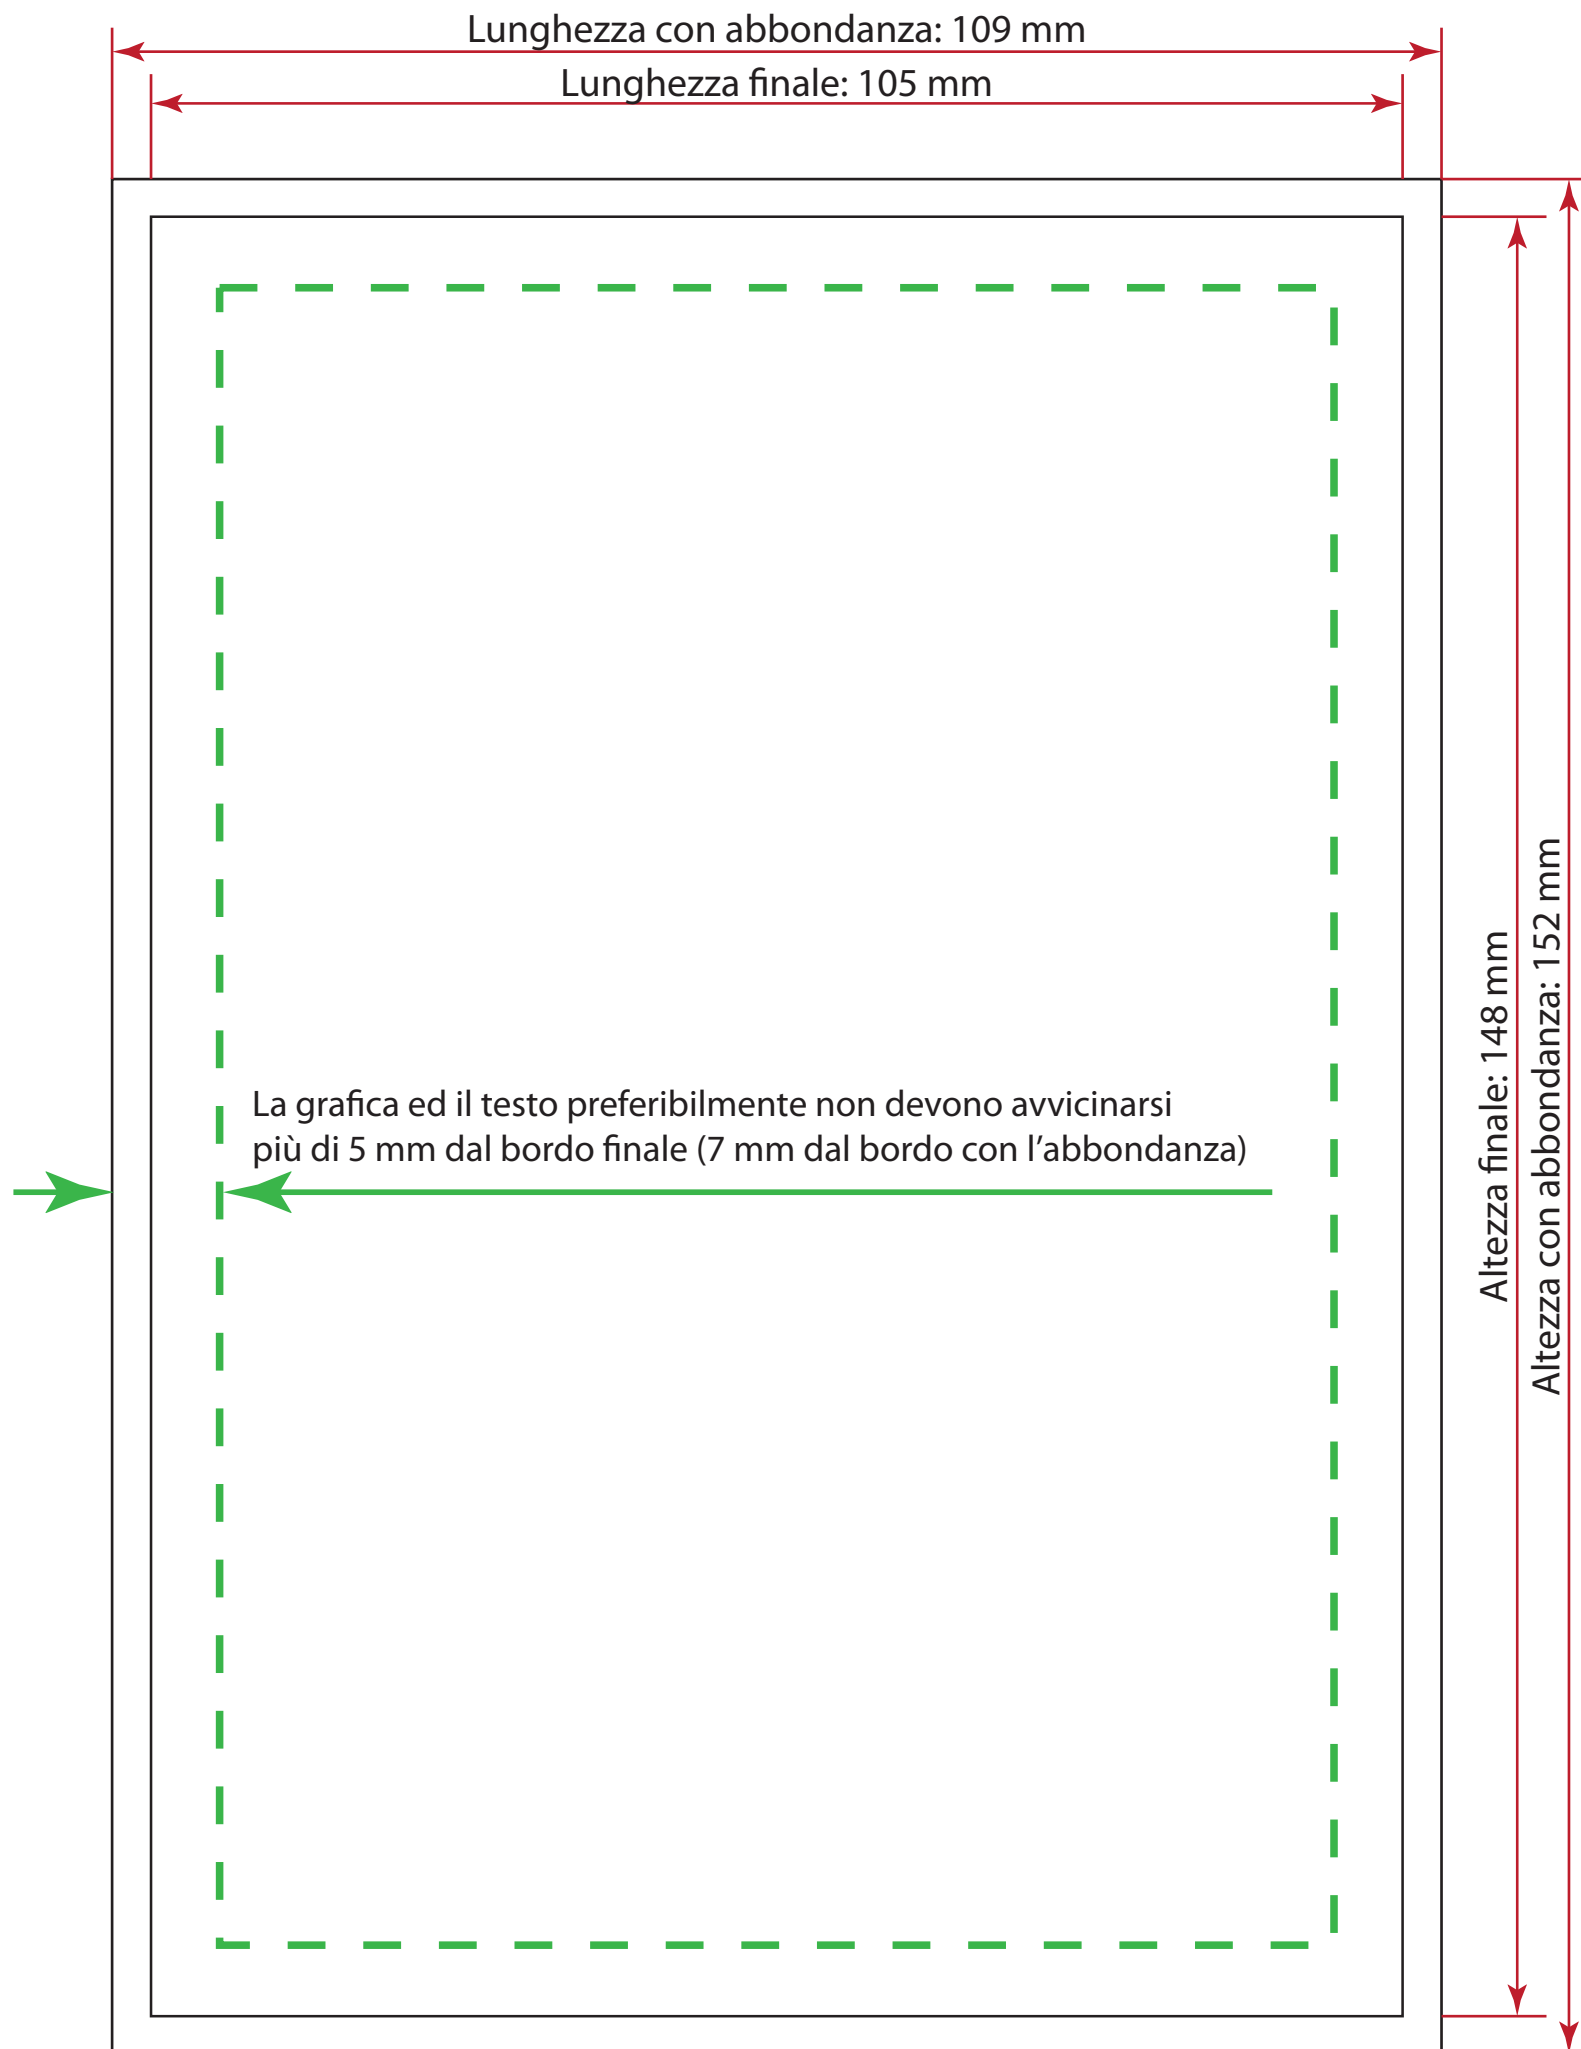 Lunghezza con abbondanza: 109 mm
Lunghezza finale: 105 mm
La grafica ed il testo preferibilmente non devono avvicinarsi
più di 5 mm dal bordo finale (7 mm dal bordo con l’abbondanza)
Altezza finale: 148 mm
Altezza con abbondanza: 152 mm